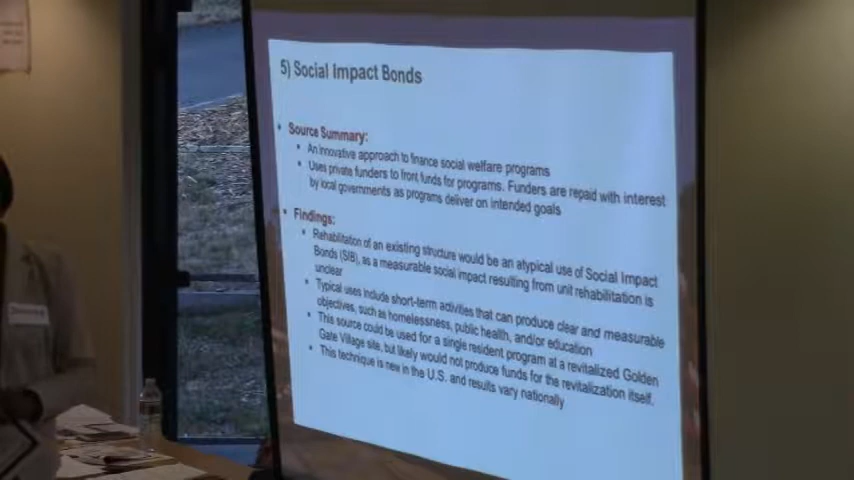 5) Social Impact Bonds
• Source Summary:
• An innovative approach to finance social welfare programs
• Uses private funders to front funds for programs. Funders are repaid with interest
by local governments as programs deliver on intended goals
• Findings:
• Rehabilitation of an existing structure would be an atypical use of Social Impact
Bonds (SIB), as a measurable social impact resulting from unit rehabilitation is
unclear
• Typical uses include short-term activities that can produce clear and measurable
objectives, such as homelessness, public health, and/or education
• This source could be used for a single resident program at a revitalized Golden
Gate Village site, but likely would not produce funds for the revitalization itself.
• This technique is new in the U.S. and results vary nationally